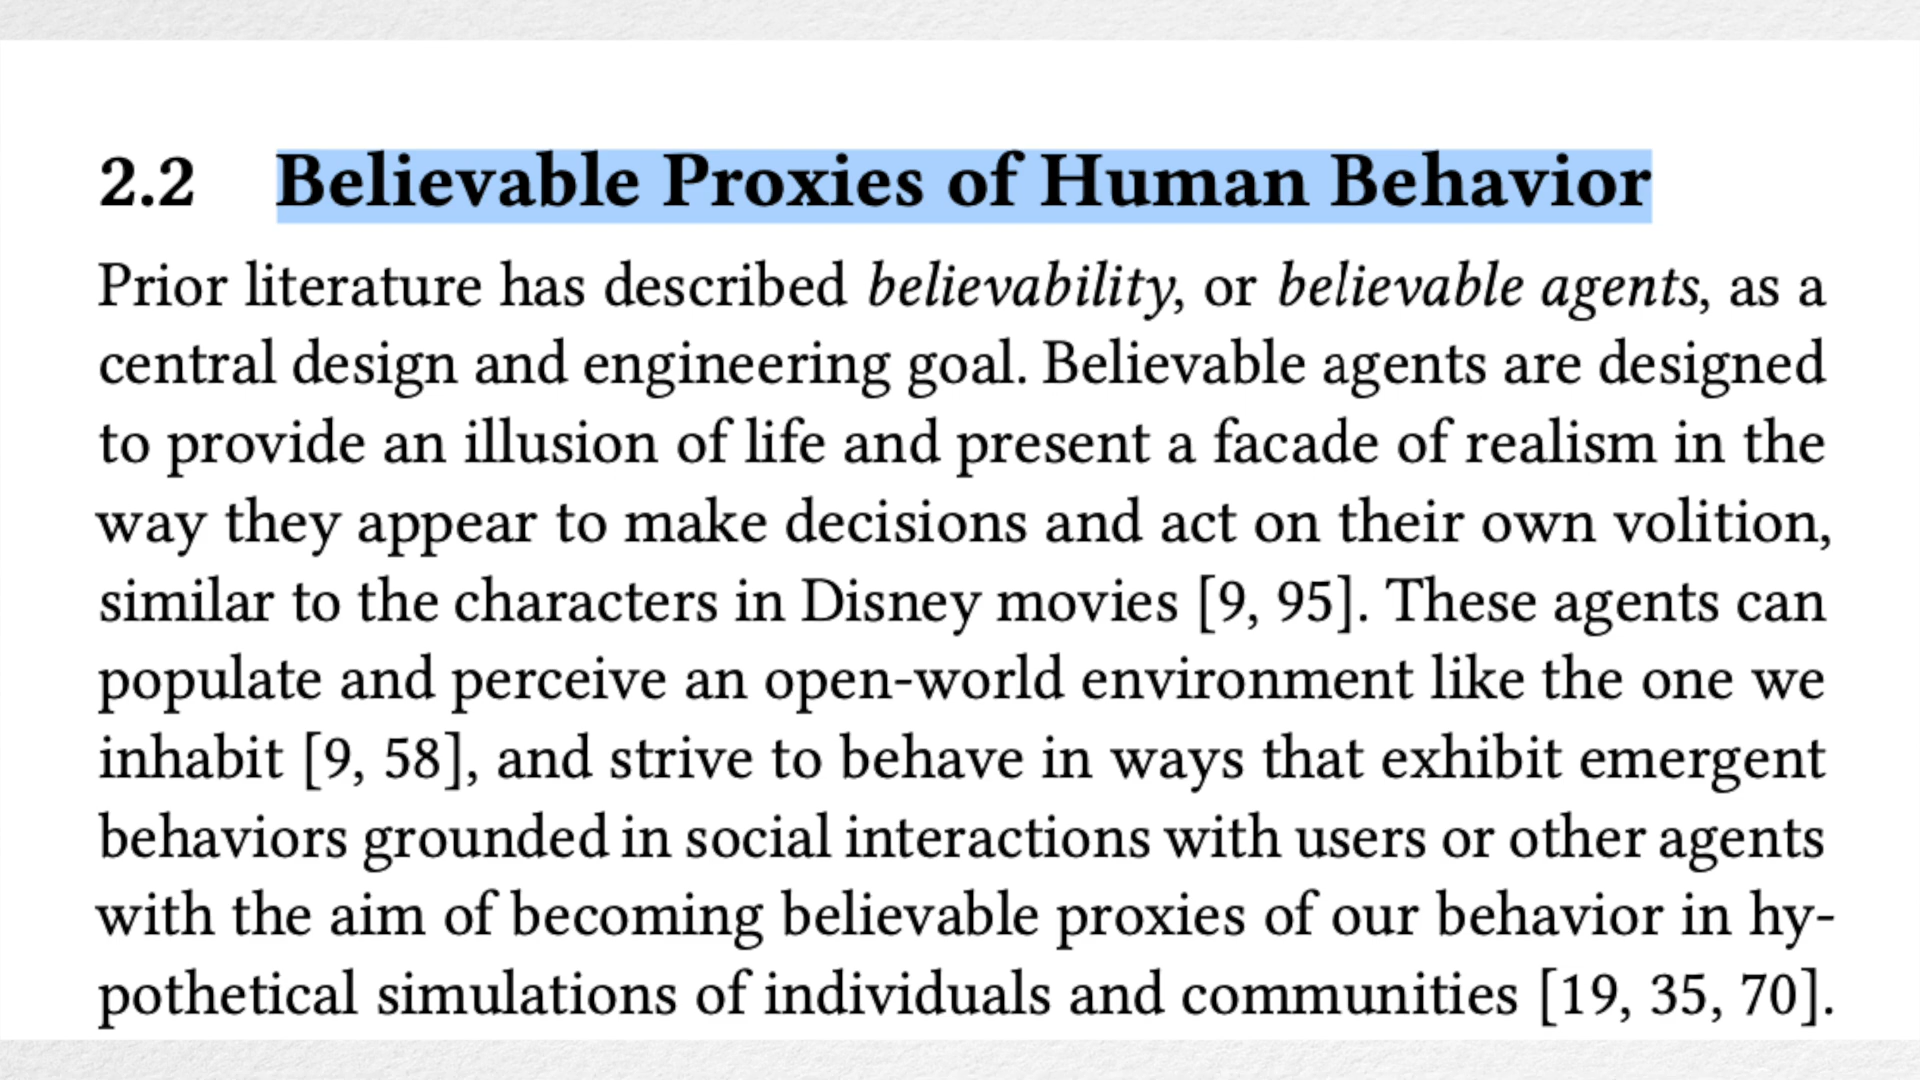 2.2 Believable Proxies of Human Behavior
Prior literature has described believability, or believable agents, as a
central design and engineering goal. Believable agents are designed
to provide an illusion of life and present a facade of realism in the
way they appear to make decisions and act on their own volition,
similar to the characters in Disney movies [9, 95]. These agents can
populate and perceive an open-world environment like the one we
inhabit [9, 58], and strive to behave in ways that exhibit emergent
behaviors grounded in social interactions with users or other agents
with the aim of becoming believable proxies of our behavior in hy-
pothetical simulations of individuals and communities [19, 35, 70].